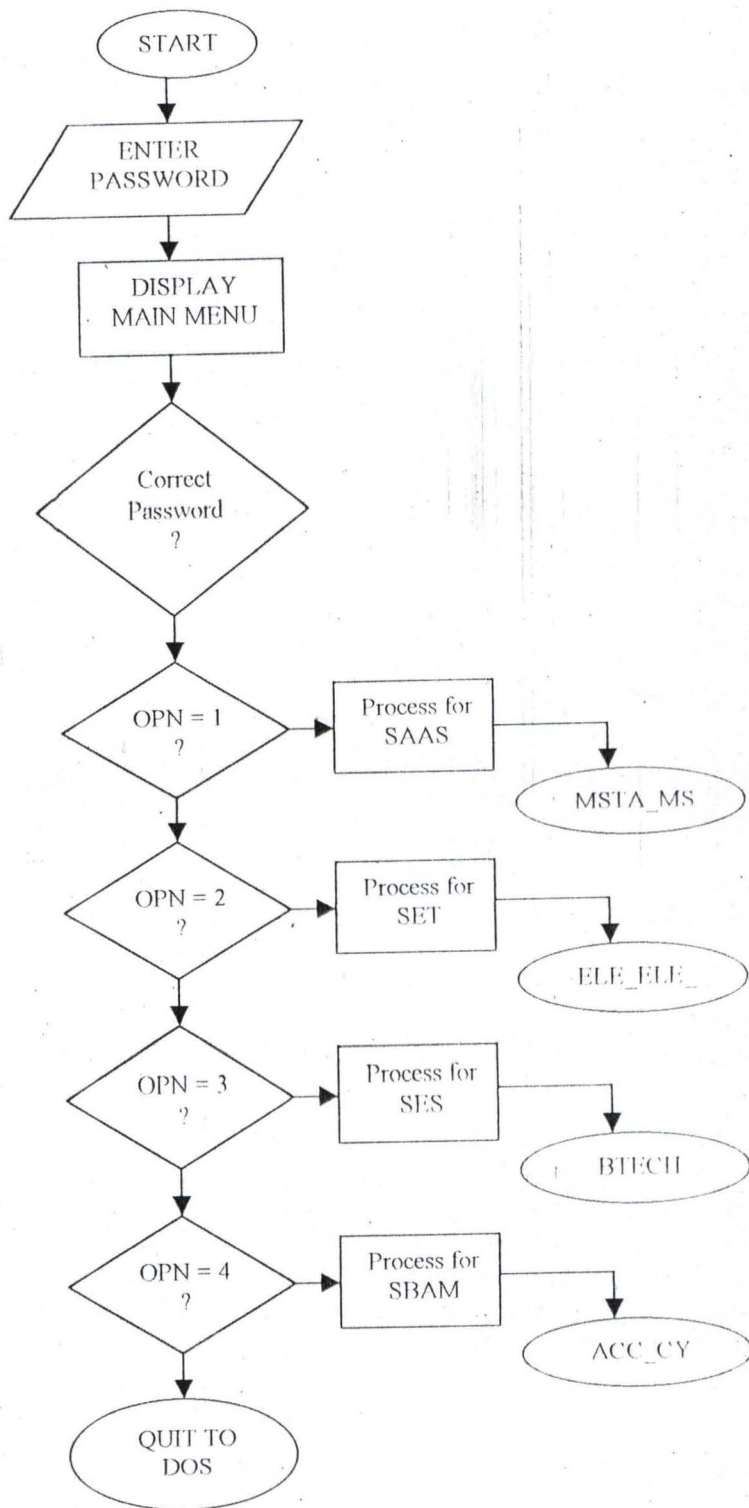 START
ENTER
PASSWORD
DISPLAY
MAIN MENU
Correct
Password
?
OPN = 1
?
Process for
SAAS
MSTA_MS
OPN = 2
?
Process for
SET
ELE_ELE_
OPN = 3
?
Process for
SES
BTECH
OPN = 4
?
Process for
SBAM
ACC_CY
QUIT TO
DOS